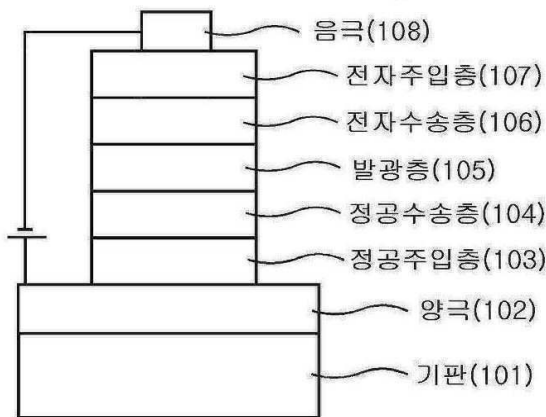 음극(108)
전자주입층(107)
전자수송층(106)
발광층(105)
정공수송층(104)
정공주입층(103)
양극(102)
기판(101)